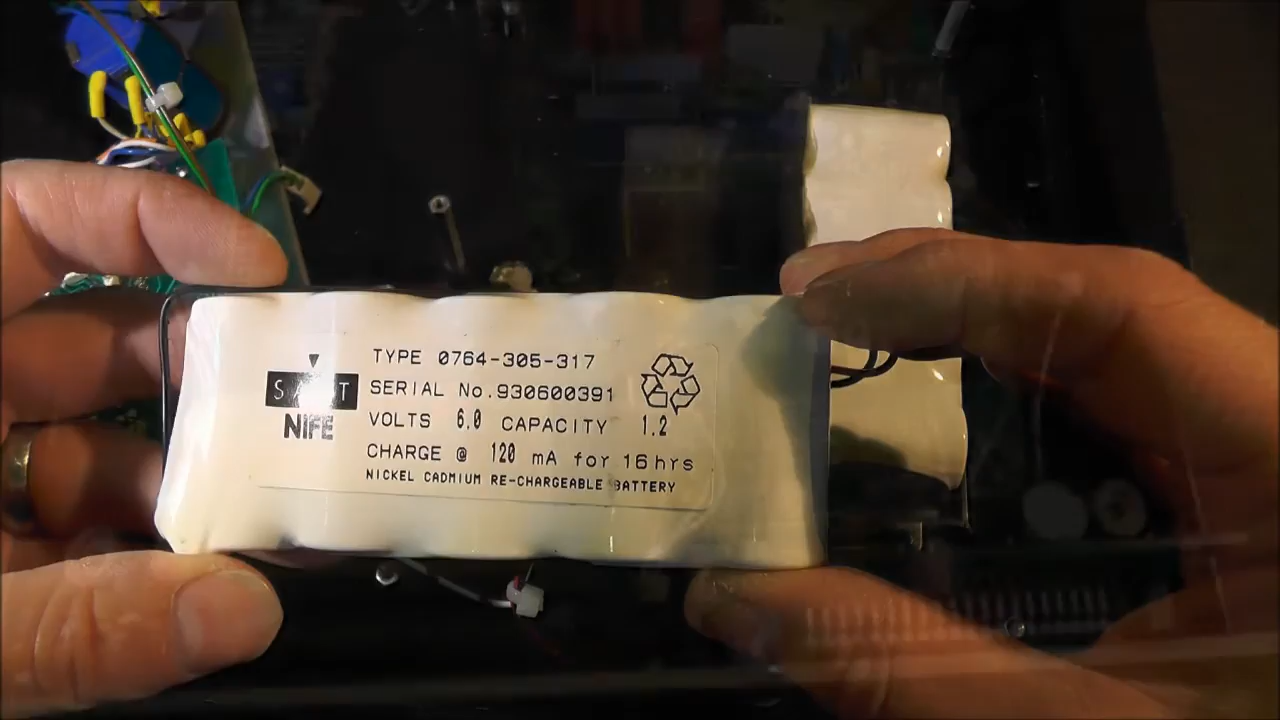 TYPE 0764-305-317
SAFT
SERIAL No.930600391
NIFE
VOLTS 6.0 CAPACITY 1.2
CHARGE @ 120 mA for 16hrs
NICKEL CADMIUM RE-CHARGEABLE BATTERY